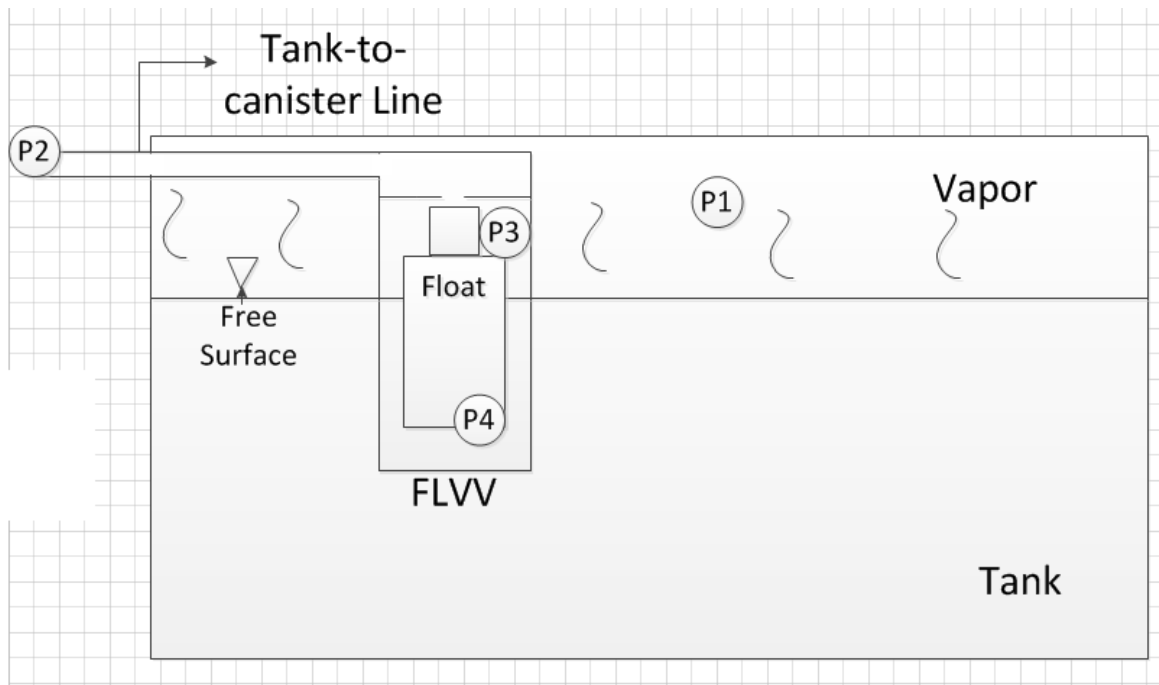 Tank-to-
canister Line
P2
P1
Vapor
P3
Float
Free
Surface
P4
FLVV
Tank